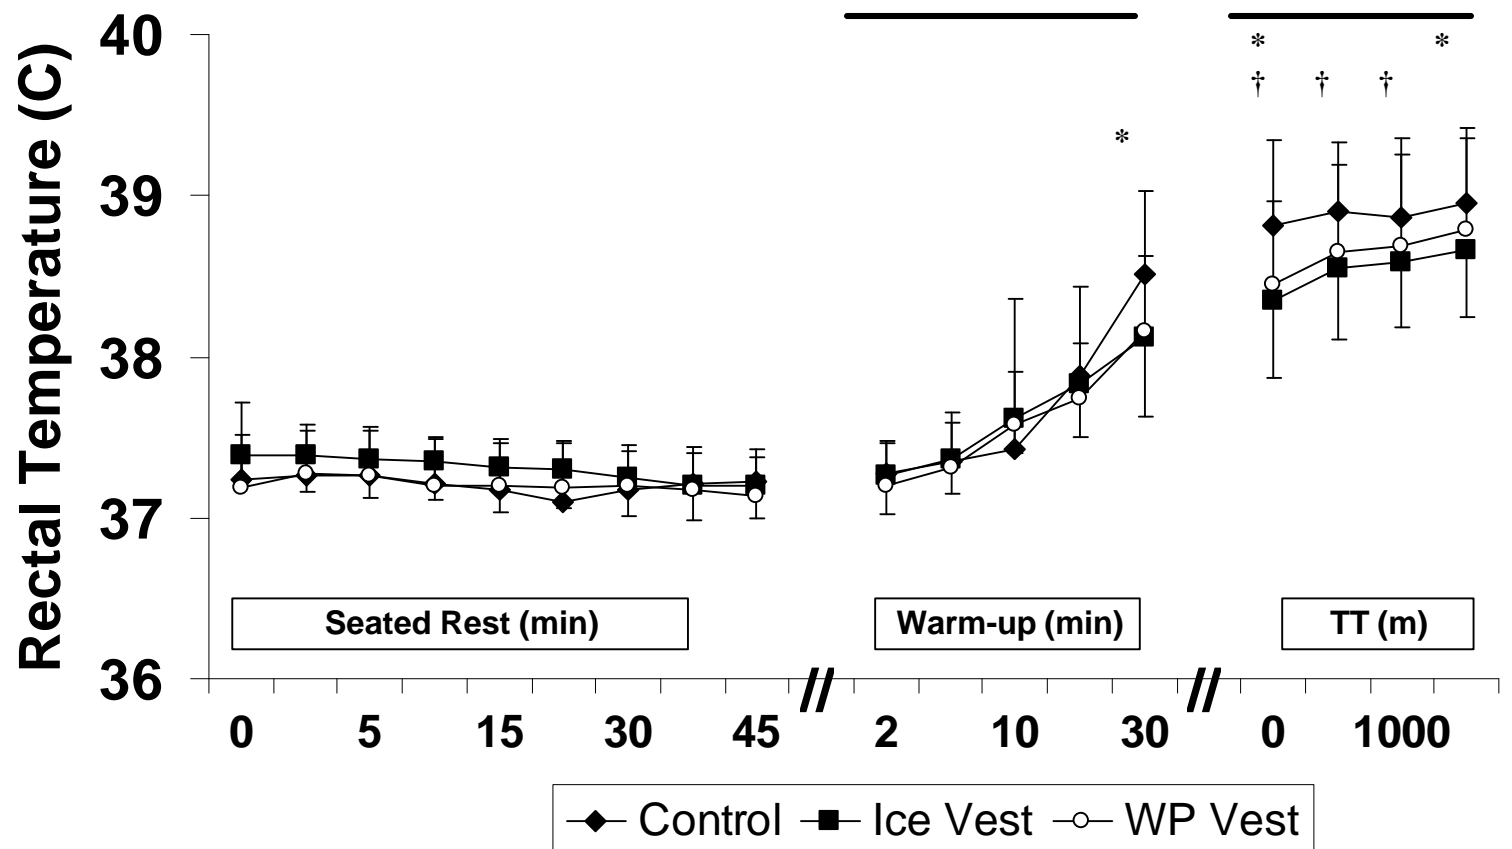 Rectal Temperature (C)
40
39
38
37
36
*
* *
† † †
Seated Rest (min) Warm-up (min) TT (m)
// //
0 5 15 30 45 2 10 30 0 1000
Control Ice Vest WP Vest